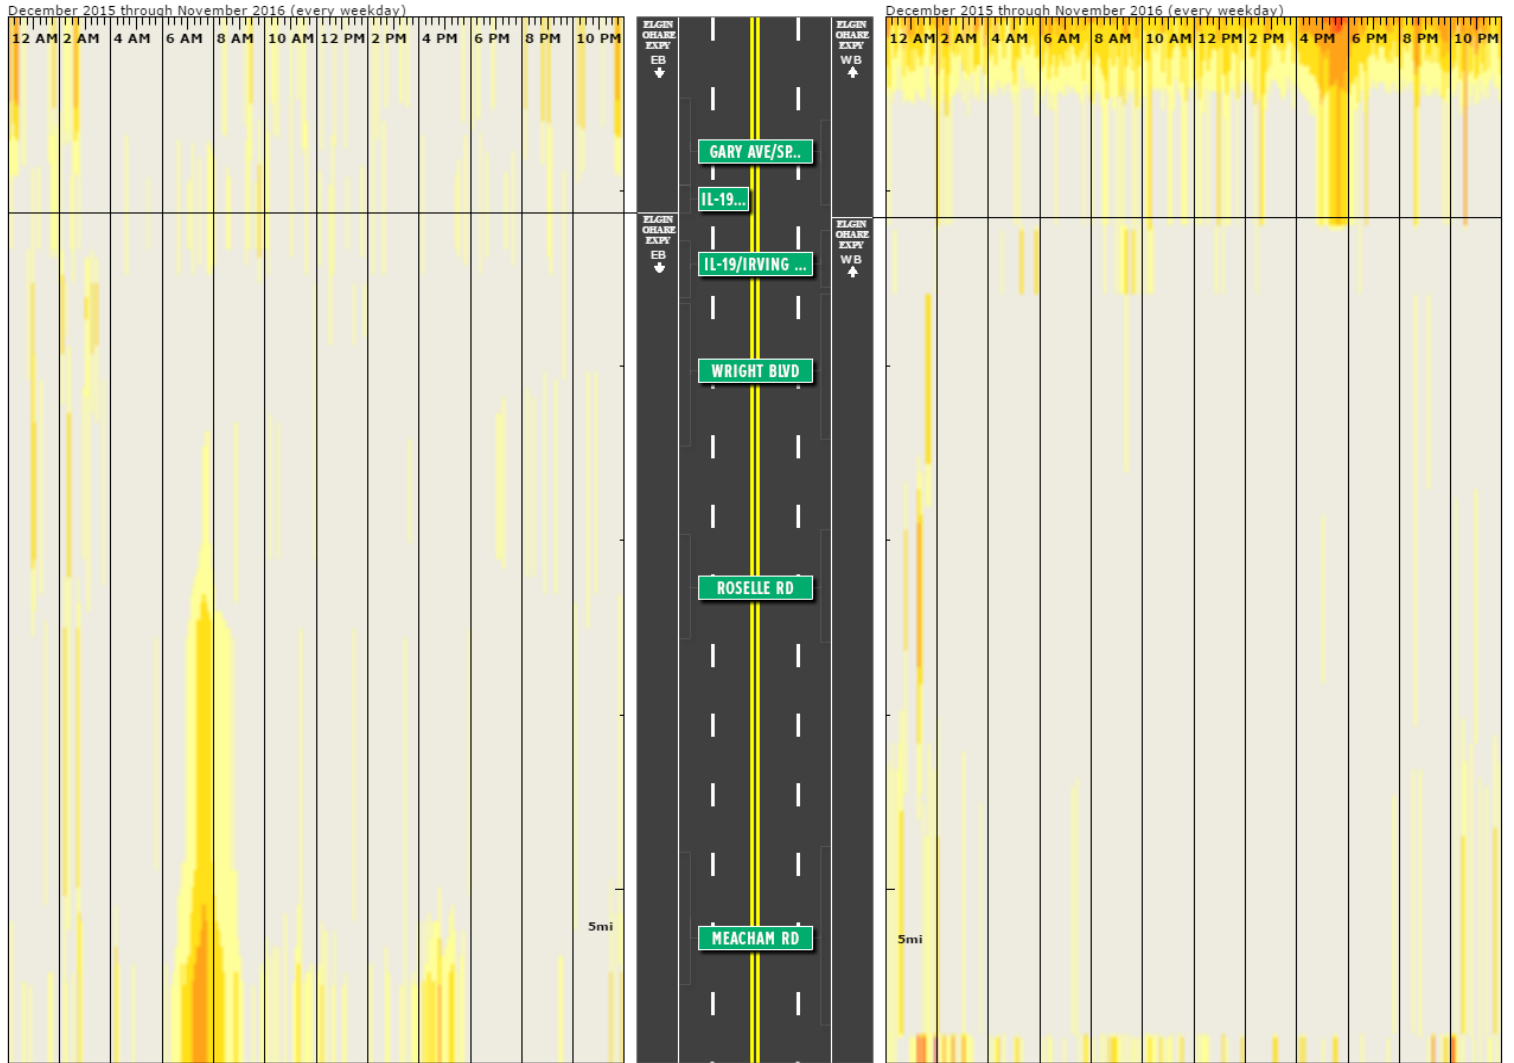 December 2015 through November 2016 (every weekday)
12 AM 2 AM 4 AM 6 AM 8 AM 10 AM 12 PM 2 PM 4 PM 6 PM 8 PM 10 PM
5mi
ELGIN
OHARE
EXPY
EB
ELGIN
OHARE
EXPY
WB
GARY AVE/SP...
IL-19...
ELGIN
OHARE
EXPY
EB
ELGIN
OHARE
EXPY
WB
IL-19/IRVING ...
WRIGHT BLVD
ROSELLE RD
MEACHAM RD
December 2015 through November 2016 (every weekday)
12 AM 2 AM 4 AM 6 AM 8 AM 10 AM 12 PM 2 PM 4 PM 6 PM 8 PM 10 PM
5mi